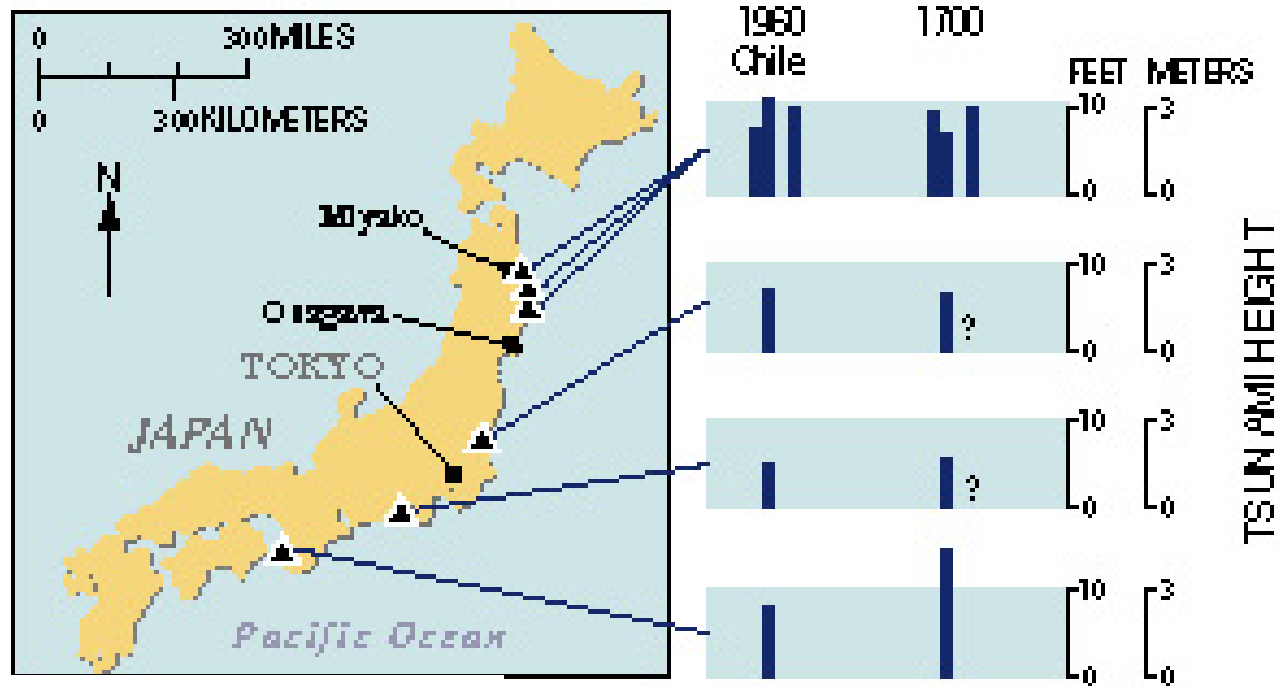 0 300 MILES
0 300 KILOMETERS
N
Miyako
TOKYO
JAPAN
Pacific Ocean
1960 1700
Chile
FEET METERS
10 3
0 0
10 3
?
0 0
10 3
?
0 0
10 3
0 0
TSUNAMI HEIGHT